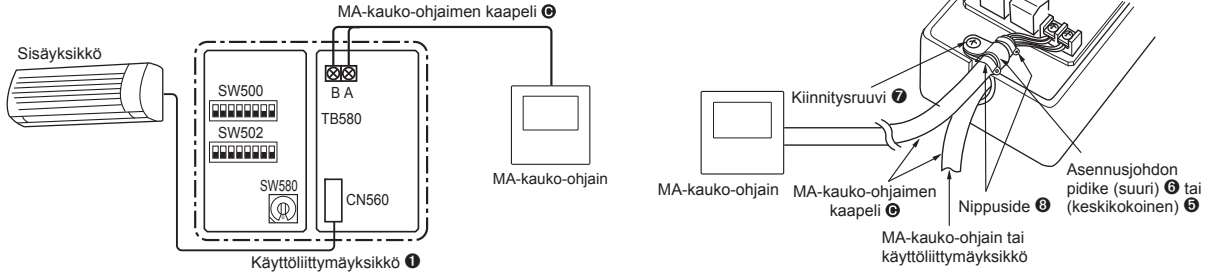 MA-kauko-ohjaimen kaapeli C
Sisäyksikkö
SW500
SW502
SW580
B A
TB580
CN560
MA-kauko-ohjain
Käyttöliittymäyksikkö ❶
Kiinnitysruuvi ❼
MA-kauko-ohjain
MA-kauko-ohjaimen
kaapeli C
Nippuside ❽
Asennusjohdon
pidike (suuri) ❻ tai
(keskikokoinen) ❺
MA-kauko-ohjain tai
käyttöliittymäyksikkö